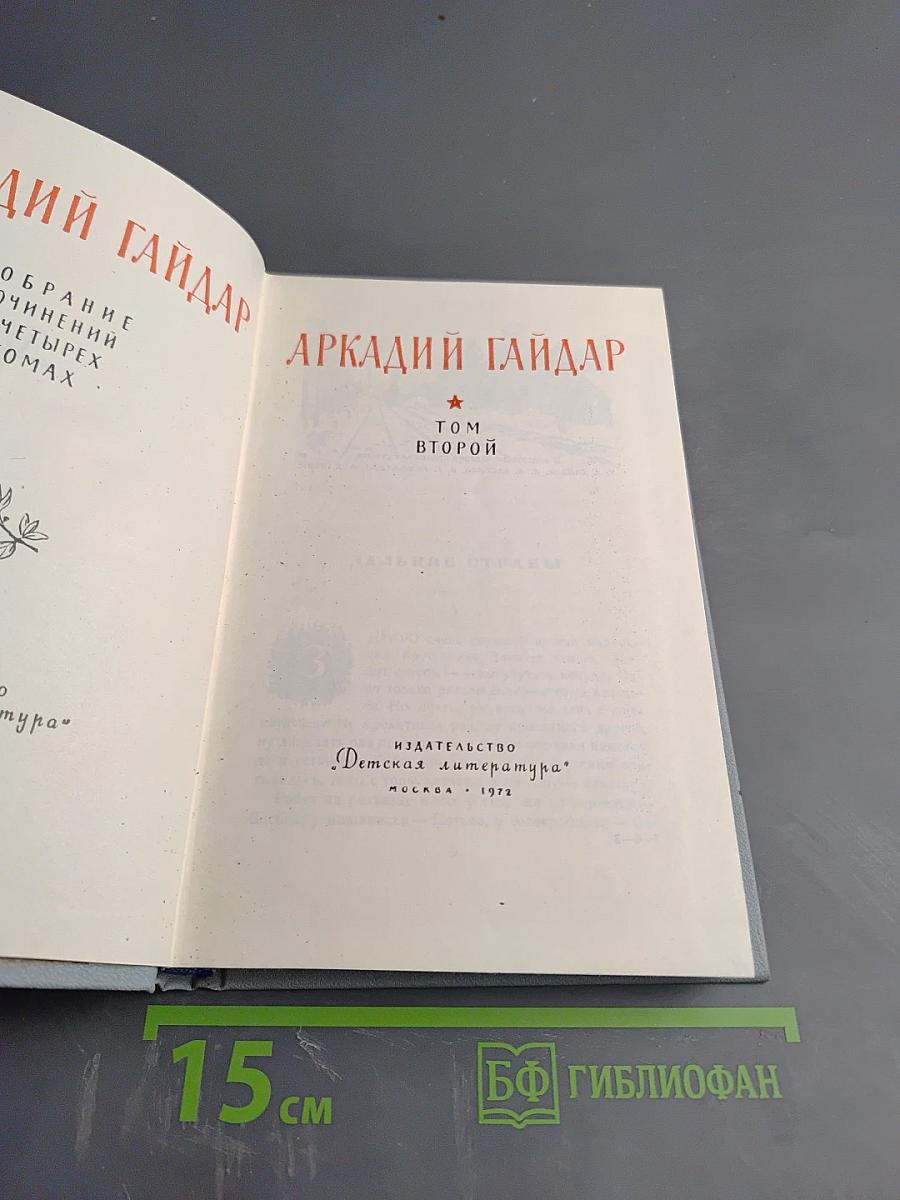 ДИЙ ГАЙДАР
ОБРАНИЕ
ОЧИНЕНИЙ
ЧЕТЫРЕХ
ТОМАХ
о
тура"
АРКАДИЙ ГАЙДАР
ТОМ
ВТОРОЙ
ИЗДАТЕЛЬСТВО
„Детская литература"
МОСКВА · 1972
15 см
БФ ГИБЛИОФАН